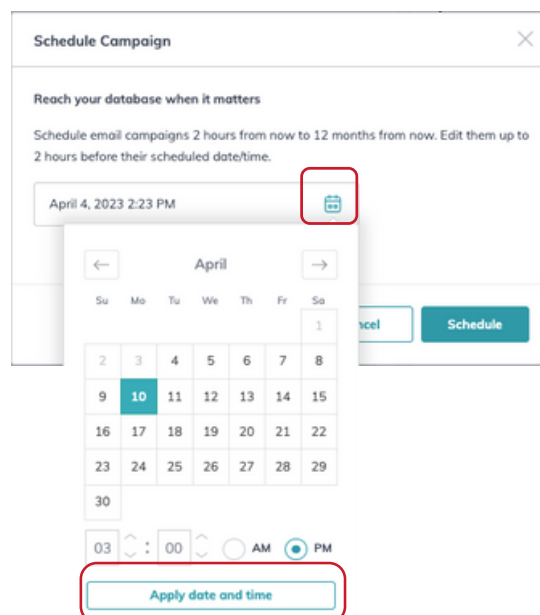 Schedule Campaign
Reach your database when it matters
Schedule email campaigns 2 hours from now to 12 months from now. Edit them up to
2 hours before their scheduled date/time.
April 4, 2023 2:23 PM
April
Su Mo Tu We Th Fr Sa
1
ncel Schedule
2 3 4 5 6 7 8
9 10 11 12 13 14 15
16 17 18 19 20 21 22
23 24 25 26 27 28 29
30
03 : 00 AM PM
Apply date and time